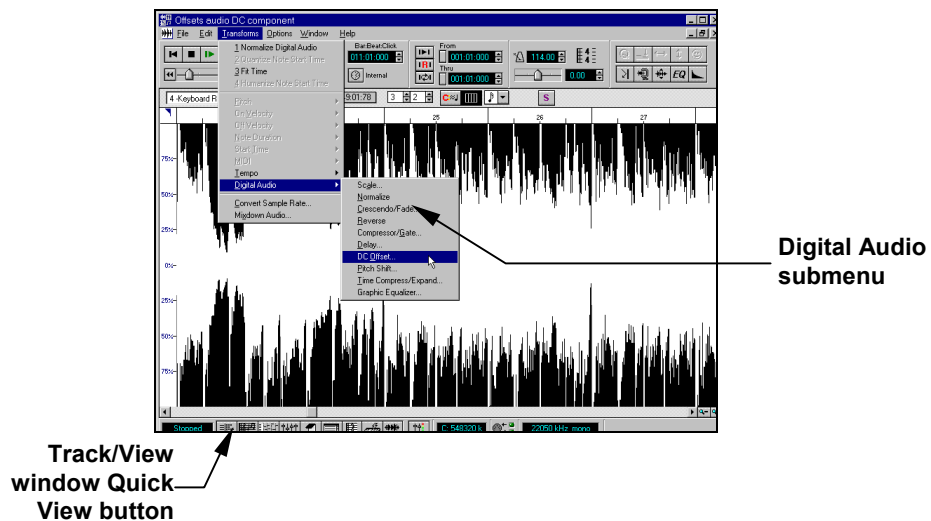 Offsets audio DC component
File Edit Transforms Options Window Help
1 Normalize Digital Audio
2 Quantize Note Start Time
3 Fit Time
4 Humanize Note Start Time
Pitch
On Velocity
Off Velocity
Note Duration
Start Time
MIDI
Tempo
Digital Audio
Convert Sample Rate...
Mixdown Audio...
Bar:Beat:Click
011:01:000
Internal
From
001:01:000
Thru
001:01:000
114.00
4
4
0.00
EQ
4 -Keyboard R
9:01:78
3
2
C
S
25
26
27
75%
50%
25%
0%
25%
50%
75%
Scale...
Normalize
Crescendo/Fade...
Reverse
Compressor/Gate...
Delay...
DC Offset...
Pitch Shift...
Time Compress/Expand...
Graphic Equalizer...
Digital Audio
submenu
Stopped
C: 548320 k
22050 kHz mono
Track/View
window Quick
View button